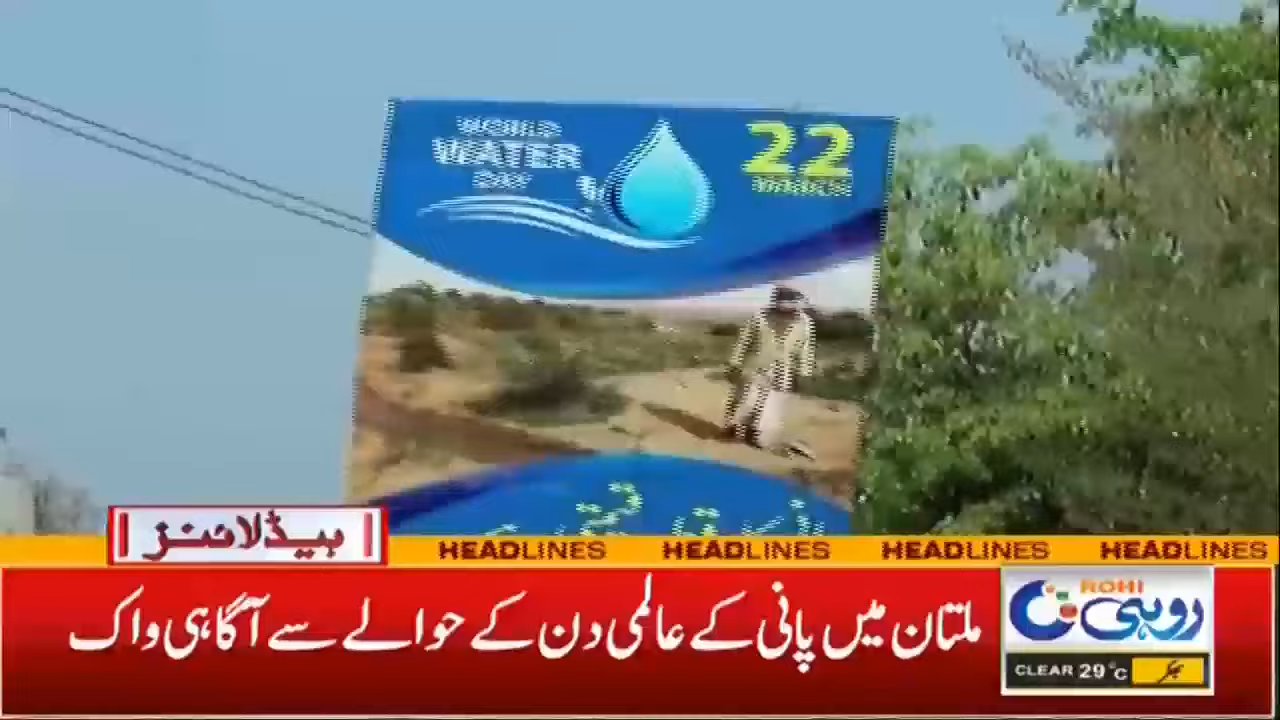 WORLD
WATER
DAY
22
MARCH
ہیڈلائنز
HEADLINES HEADLINES HEADLINES HEADLINES
ملتان میں پانی کے عالمی دن کے حوالے سے آگاہی واک
ROHI
روہی
CLEAR 29°C